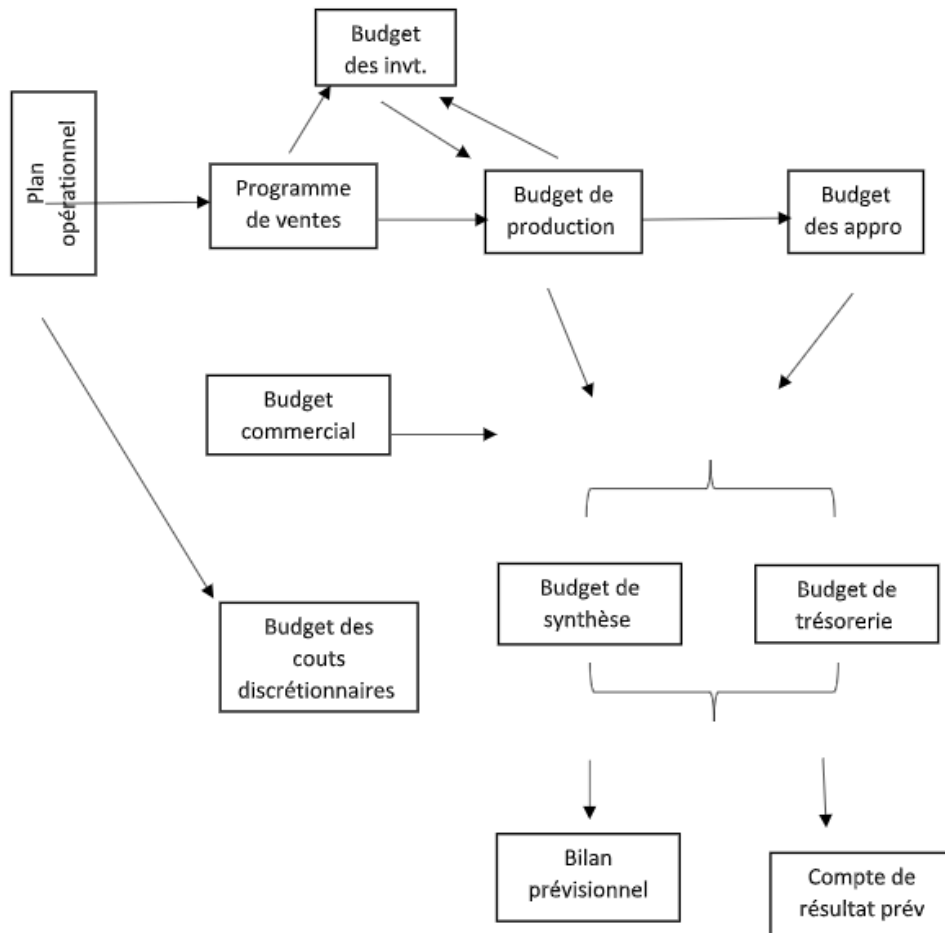 Budget
des invt.
Plan
opérationnel
Programme
de ventes
Budget de
production
Budget
des appro
Budget
commercial
Budget de
synthèse
Budget de
trésorerie
Budget des
couts
discrétionnaires
Bilan
prévisionnel
Compte de
résultat prév